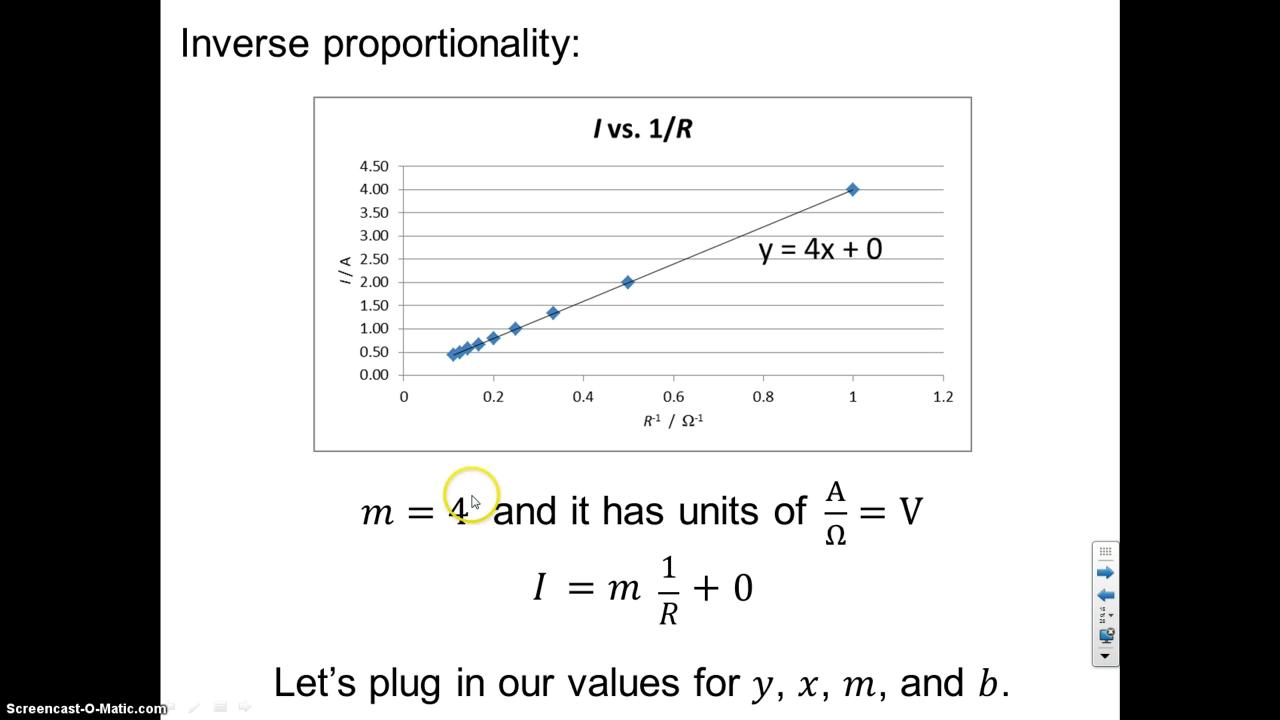 Inverse proportionality:
I vs. 1/R
4.50
4.00
3.50
3.00
2.50
2.00
1.50
1.00
0.50
0.00
I / A
y = 4x + 0
0 0.2 0.4 0.6 0.8 1 1.2
R⁻¹ / Ω⁻¹
m = 4 and it has units of A/Ω = V
I = m 1/R + 0
Let's plug in our values for y, x, m, and b.
Screencast-O-Matic.com